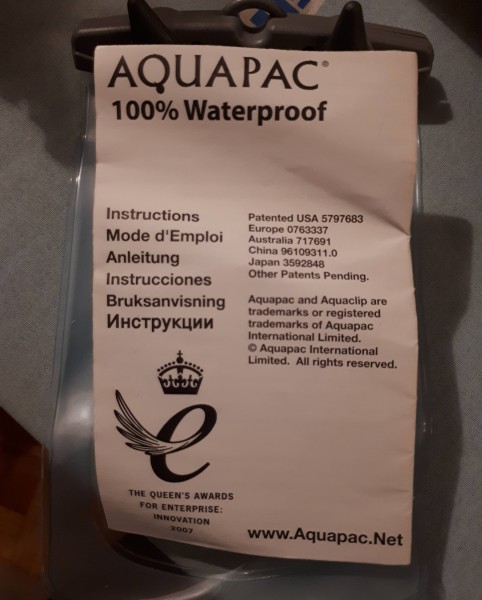 AQUAPAC®
100% Waterproof
Instructions
Mode d'Emploi
Anleitung
Instrucciones
Bruksanvisning
Инструкции
Patented USA 5797683
Europe 0763337
Australia 717691
China 96109311.0
Japan 3592848
Other Patents Pending.
Aquapac and Aquaclip are
trademarks or registered
trademarks of Aquapac
International Limited.
© Aquapac International
Limited. All rights reserved.
e
THE QUEEN'S AWARDS
FOR ENTERPRISE:
INNOVATION
2007
www.Aquapac.Net